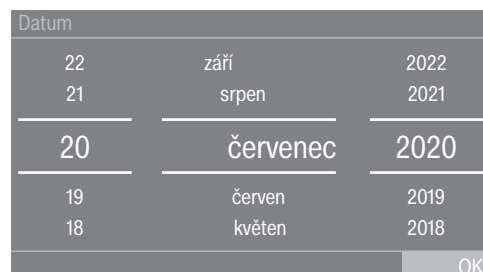 Datum
22 září 2022
21 srpen 2021
20 červenec 2020
19 červen 2019
18 květen 2018
OK